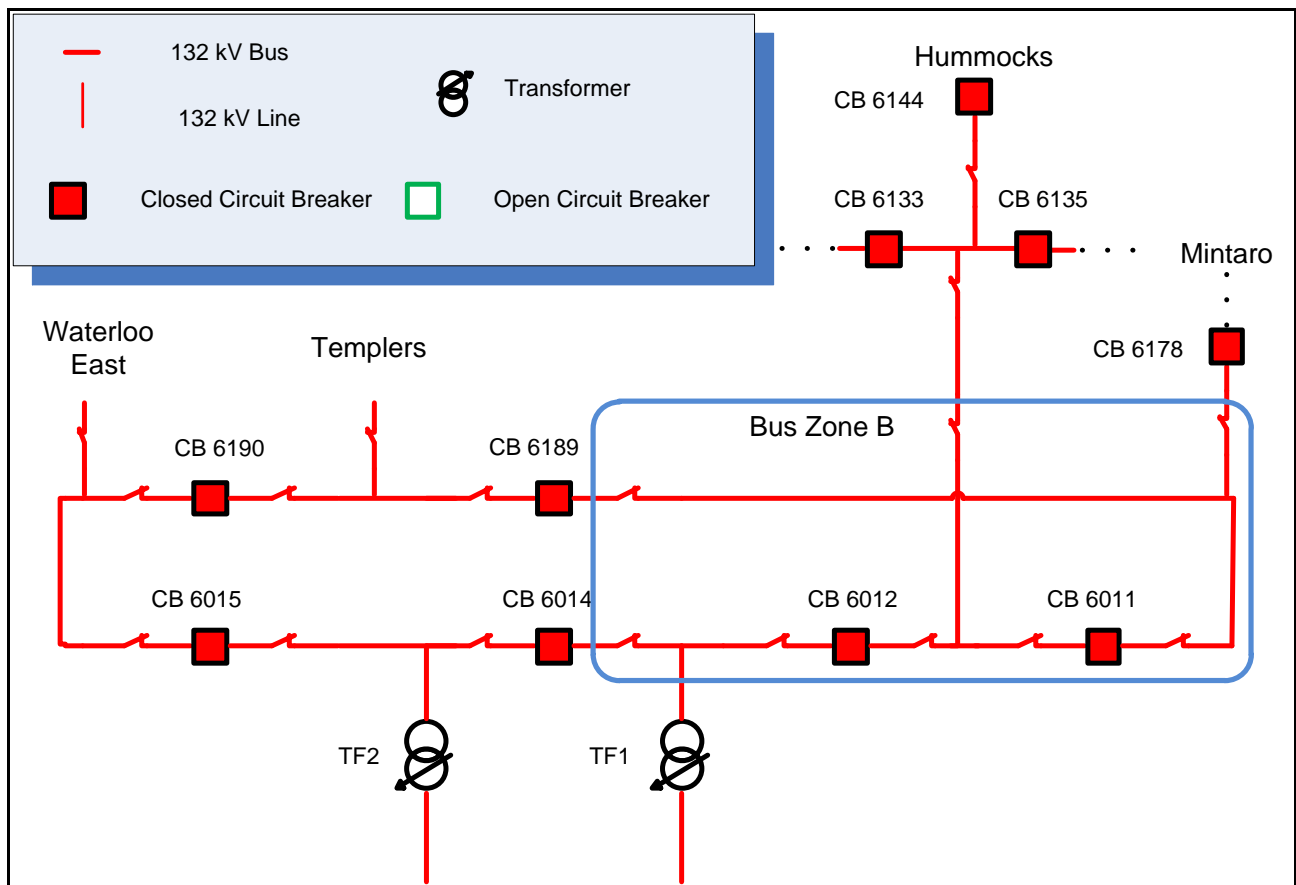 132 kV Bus
Transformer
132 kV Line
Closed Circuit Breaker
Open Circuit Breaker
Hummocks
CB 6144
CB 6133
CB 6135
Mintaro
CB 6178
Waterloo
East
Templers
CB 6190
CB 6189
Bus Zone B
CB 6015
CB 6014
CB 6012
CB 6011
TF2
TF1